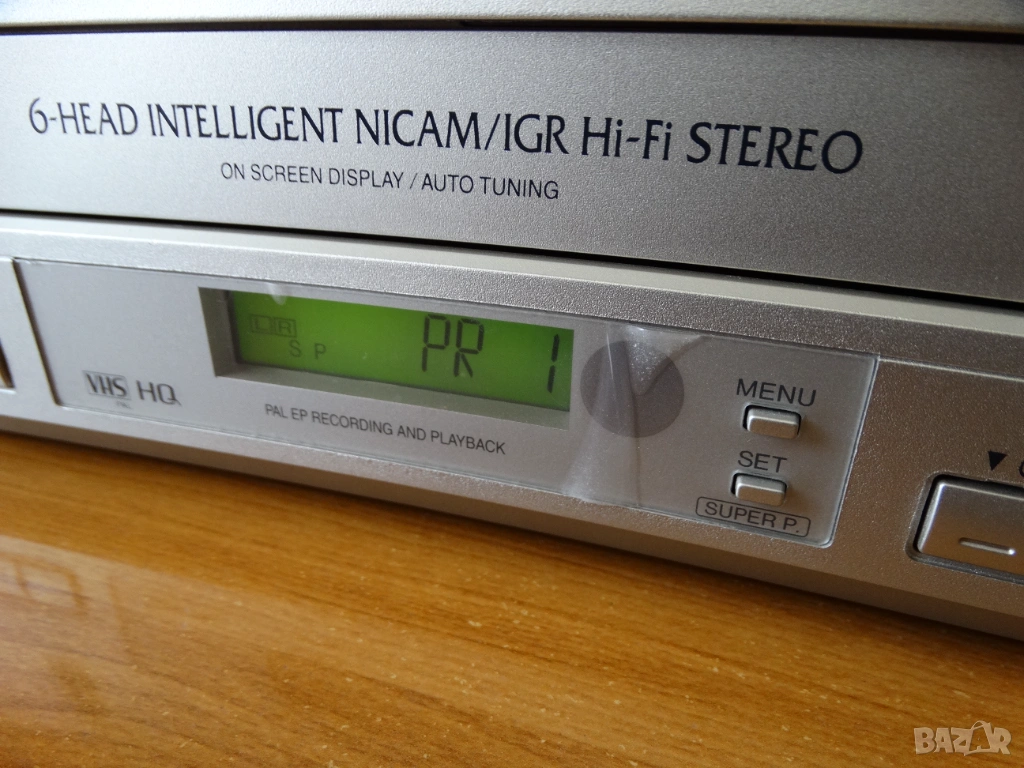 6-HEAD INTELLIGENT NICAM/IGR Hi-Fi STEREO
ON SCREEN DISPLAY / AUTO TUNING
L R
S P
PR 1
VHS HQ
PAL
PAL EP RECORDING AND PLAYBACK
MENU
SET
SUPER P.
▼
BAZAR